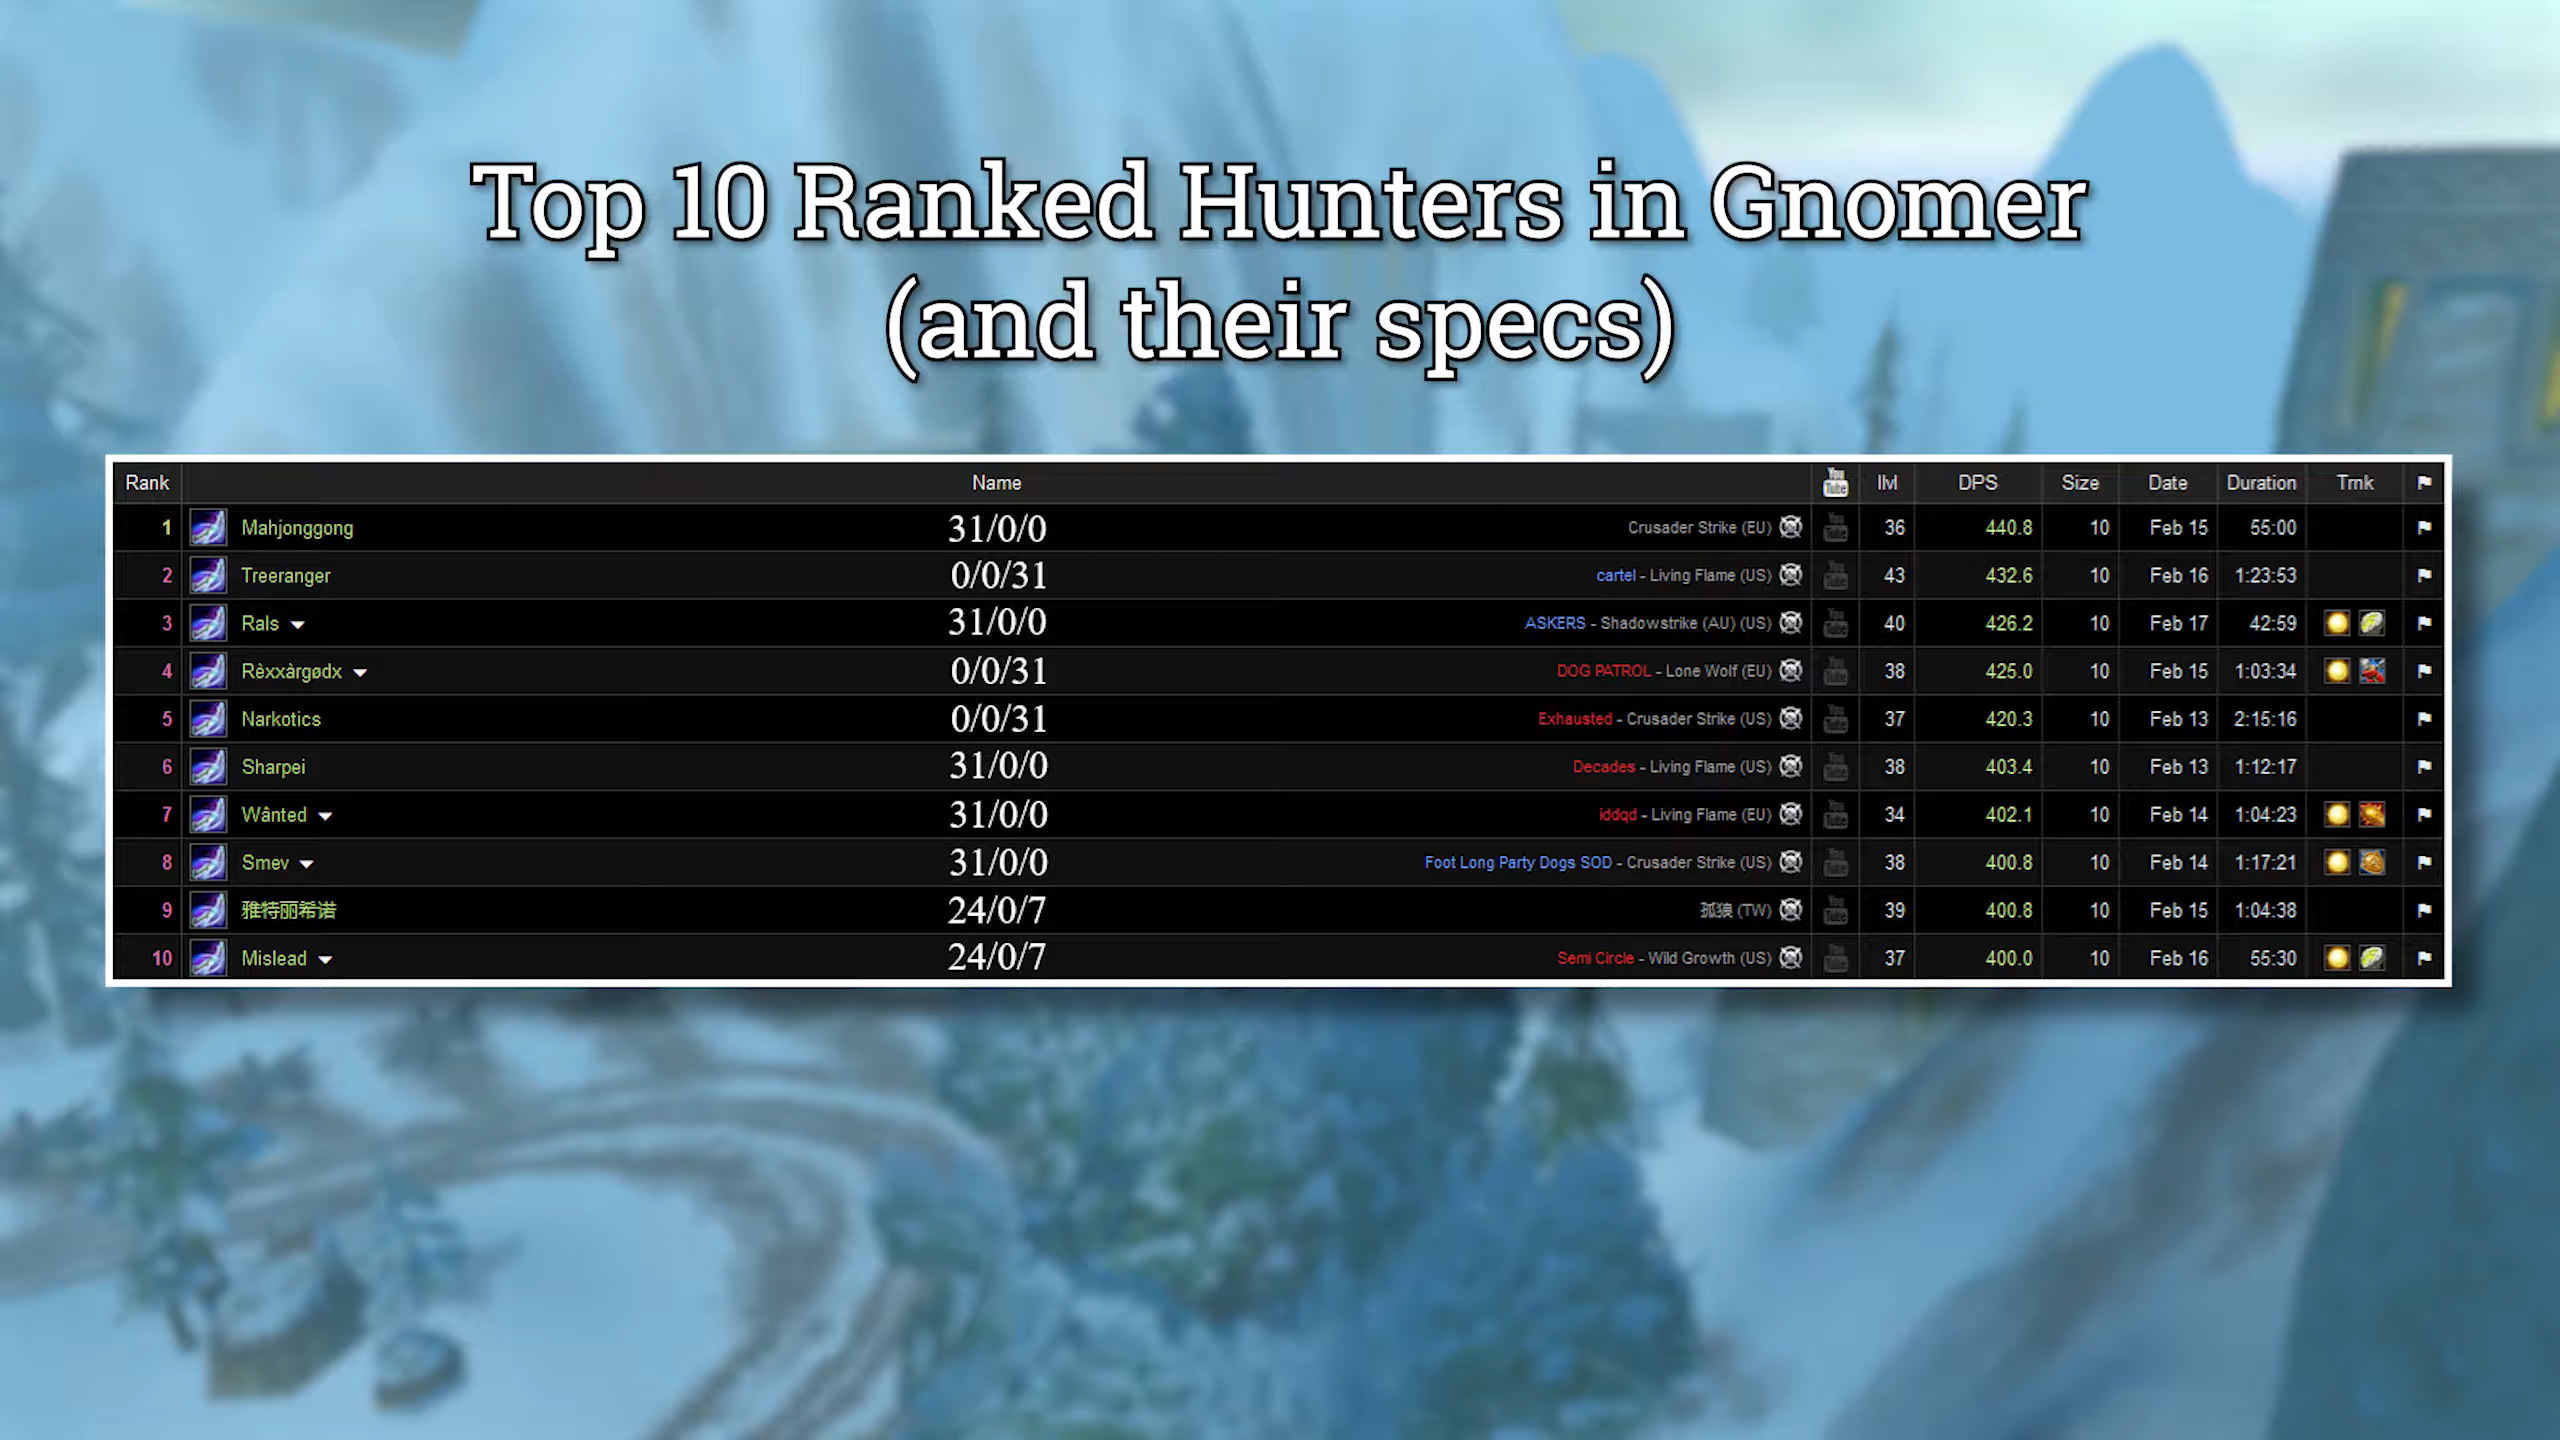 Top 10 Ranked Hunters in Gnomer
(and their specs)
Rank Name You Tube Ilvl DPS Size Date Duration Trnk
1 Mahjonggong 31/0/0 Crusader Strike (EU) 36 440.8 10 Feb 15 55:00
2 Treeranger 0/0/31 cartel - Living Flame (US) 43 432.6 10 Feb 16 1:23:53
3 Rals 31/0/0 ASKERS - Shadowstrike (AU) (US) 40 426.2 10 Feb 17 42:59
4 Rèxxàrgødx 0/0/31 DOG PATROL - Lone Wolf (EU) 38 425.0 10 Feb 15 1:03:34
5 Narkotics 0/0/31 Exhausted - Crusader Strike (US) 37 420.3 10 Feb 13 2:15:16
6 Sharpei 31/0/0 Decades - Living Flame (US) 38 403.4 10 Feb 13 1:12:17
7 Wânted 31/0/0 iddqd - Living Flame (EU) 34 402.1 10 Feb 14 1:04:23
8 Smev 31/0/0 Foot Long Party Dogs SOD - Crusader Strike (US) 38 400.8 10 Feb 14 1:17:21
9 雅特丽希诺 24/0/7 孤狼 (TW) 39 400.8 10 Feb 15 1:04:38
10 Mislead 24/0/7 Semi Circle - Wild Growth (US) 37 400.0 10 Feb 16 55:30